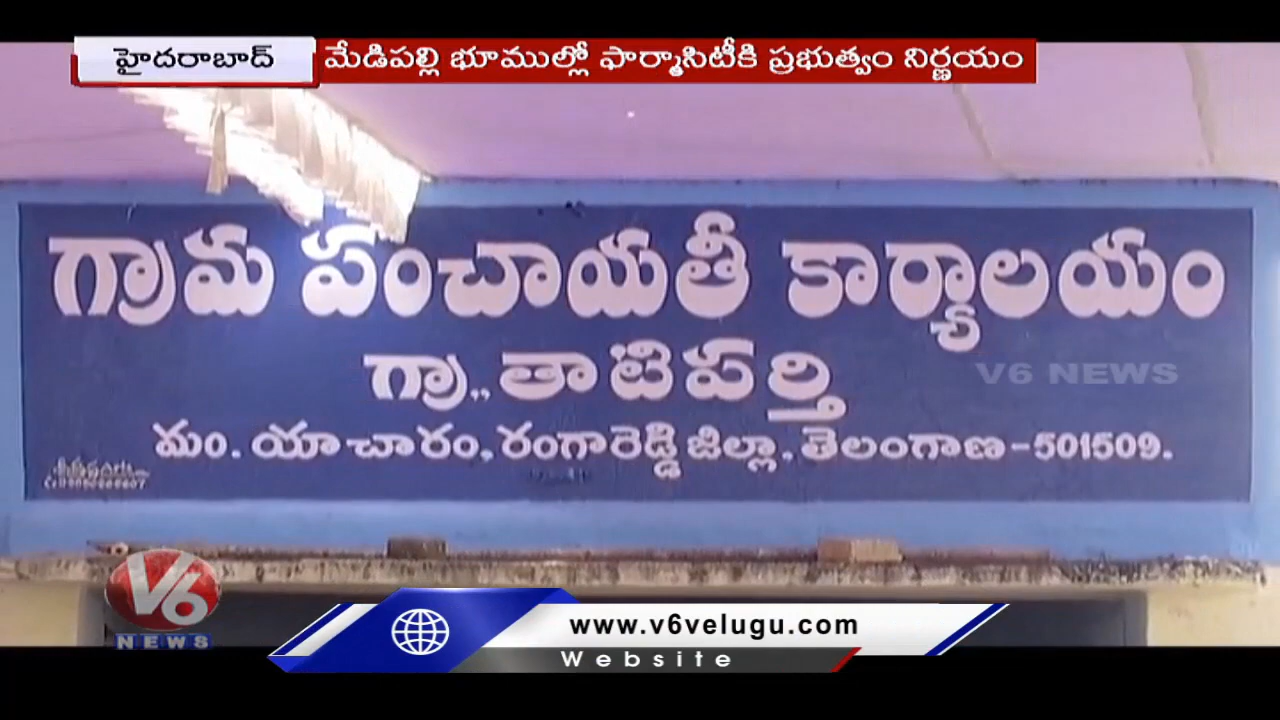 హైదరాబాద్
మేడిపల్లి భూముల్లో ఫార్మాసిటీకి ప్రభుత్వం నిర్ణయం
గ్రామ పంచాయతీ కార్యాలయం
గ్రా,, తాటిపర్తి
V6 NEWS
మం. యాచారం, రంగారెడ్డి జిల్లా, తెలంగాణ-501509.
V6
NEWS
www.v6velugu.com
Website